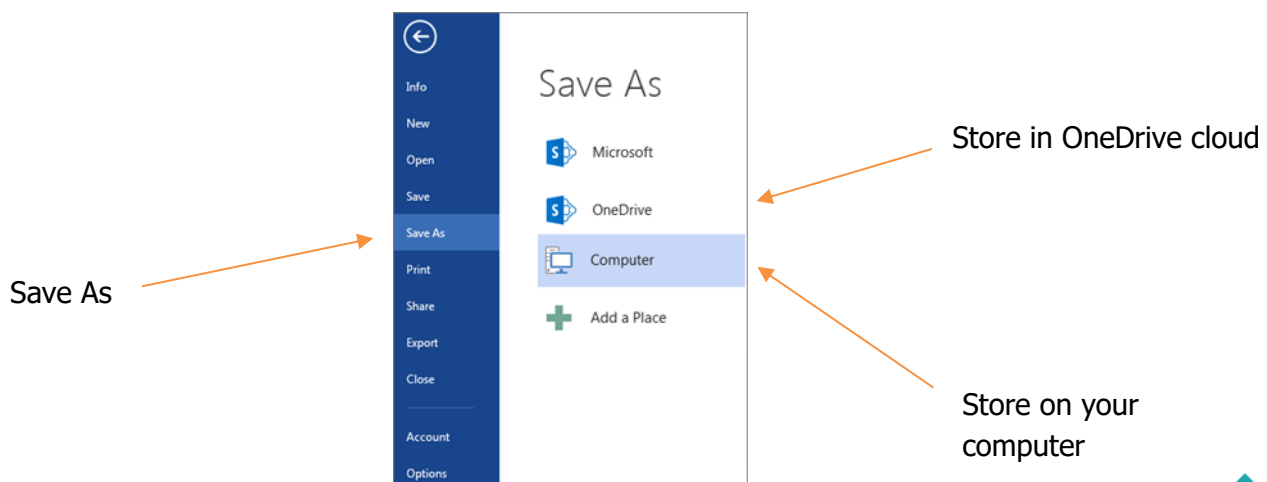 Info
New
Open
Save
Save As
Print
Share
Export
Close
Account
Options
Save As
Microsoft
OneDrive
Computer
Add a Place
Save As
Store in OneDrive cloud
Store on your
computer